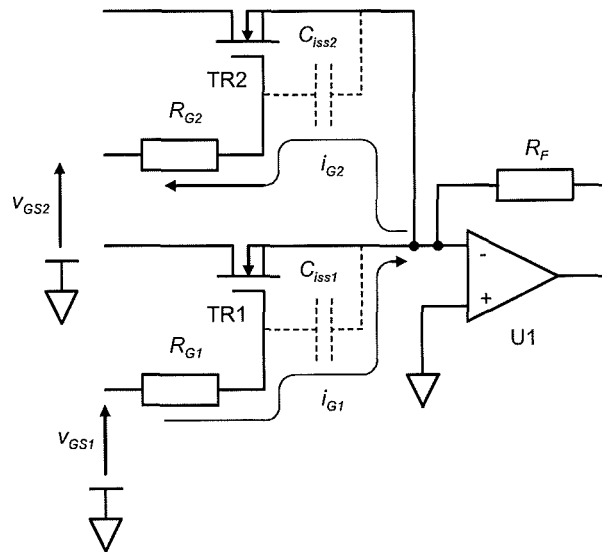 C_iss2
TR2
R_G2
i_G2
R_F
v_GS2
C_iss1
-
+
TR1
U1
R_G1
i_G1
v_GS1